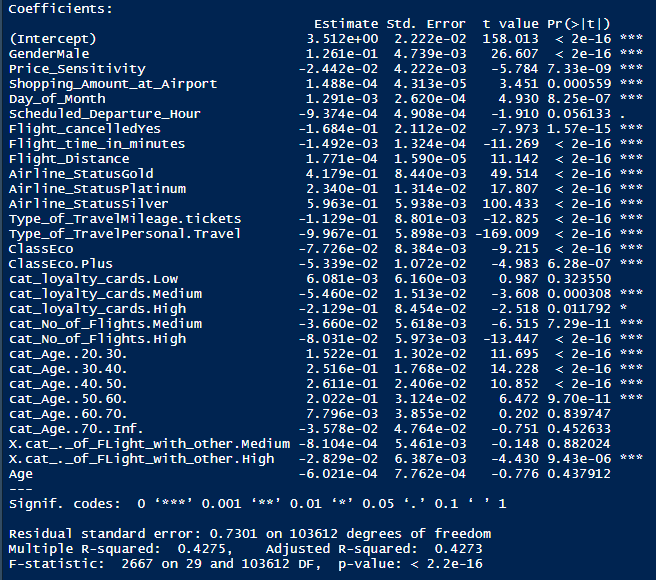 Coefficients:
Estimate Std. Error t value Pr(>|t|)
(Intercept) 3.512e+00 2.222e-02 158.013 < 2e-16 ***
GenderMale 1.261e-01 4.739e-03 26.607 < 2e-16 ***
Price_Sensitivity -2.442e-02 4.222e-03 -5.784 7.33e-09 ***
Shopping_Amount_at_Airport 1.488e-04 4.313e-05 3.451 0.000559 ***
Day_of_Month 1.291e-03 2.620e-04 4.930 8.25e-07 ***
Scheduled_Departure_Hour -9.374e-04 4.908e-04 -1.910 0.056133 .
Flight_cancelledYes -1.684e-01 2.112e-02 -7.973 1.57e-15 ***
Flight_time_in_minutes -1.492e-03 1.324e-04 -11.269 < 2e-16 ***
Flight_Distance 1.771e-04 1.590e-05 11.142 < 2e-16 ***
Airline_StatusGold 4.179e-01 8.440e-03 49.514 < 2e-16 ***
Airline_StatusPlatinum 2.340e-01 1.314e-02 17.807 < 2e-16 ***
Airline_StatusSilver 5.963e-01 5.938e-03 100.433 < 2e-16 ***
Type_of_TravelMileage.tickets -1.129e-01 8.801e-03 -12.825 < 2e-16 ***
Type_of_TravelPersonal.Travel -9.967e-01 5.898e-03 -169.009 < 2e-16 ***
ClassEco -7.726e-02 8.384e-03 -9.215 < 2e-16 ***
ClassEco.Plus -5.339e-02 1.072e-02 -4.983 6.28e-07 ***
cat_loyalty_cards.Low 6.081e-03 6.160e-03 0.987 0.323550
cat_loyalty_cards.Medium -5.460e-02 1.513e-02 -3.608 0.000308 ***
cat_loyalty_cards.High -2.129e-01 8.454e-02 -2.518 0.011792 *
cat_No_of_Flights.Medium -3.660e-02 5.618e-03 -6.515 7.29e-11 ***
cat_No_of_Flights.High -8.031e-02 5.973e-03 -13.447 < 2e-16 ***
cat_Age..20.30. 1.522e-01 1.302e-02 11.695 < 2e-16 ***
cat_Age..30.40. 2.516e-01 1.768e-02 14.228 < 2e-16 ***
cat_Age..40.50. 2.611e-01 2.406e-02 10.852 < 2e-16 ***
cat_Age..50.60. 2.022e-01 3.124e-02 6.472 9.70e-11 ***
cat_Age..60.70. 7.796e-03 3.855e-02 0.202 0.839747
cat_Age..70..Inf. -3.578e-02 4.764e-02 -0.751 0.452633
X.cat_._of_FLight_with_other.Medium -8.104e-04 5.461e-03 -0.148 0.882024
X.cat_._of_FLight_with_other.High -2.829e-02 6.387e-03 -4.430 9.43e-06 ***
Age -6.021e-04 7.762e-04 -0.776 0.437912
---
Signif. codes: 0 ‘***’ 0.001 ‘**’ 0.01 ‘*’ 0.05 ‘.’ 0.1 ‘ ’ 1
Residual standard error: 0.7301 on 103612 degrees of freedom
Multiple R-squared: 0.4275, Adjusted R-squared: 0.4273
F-statistic: 2667 on 29 and 103612 DF, p-value: < 2.2e-16